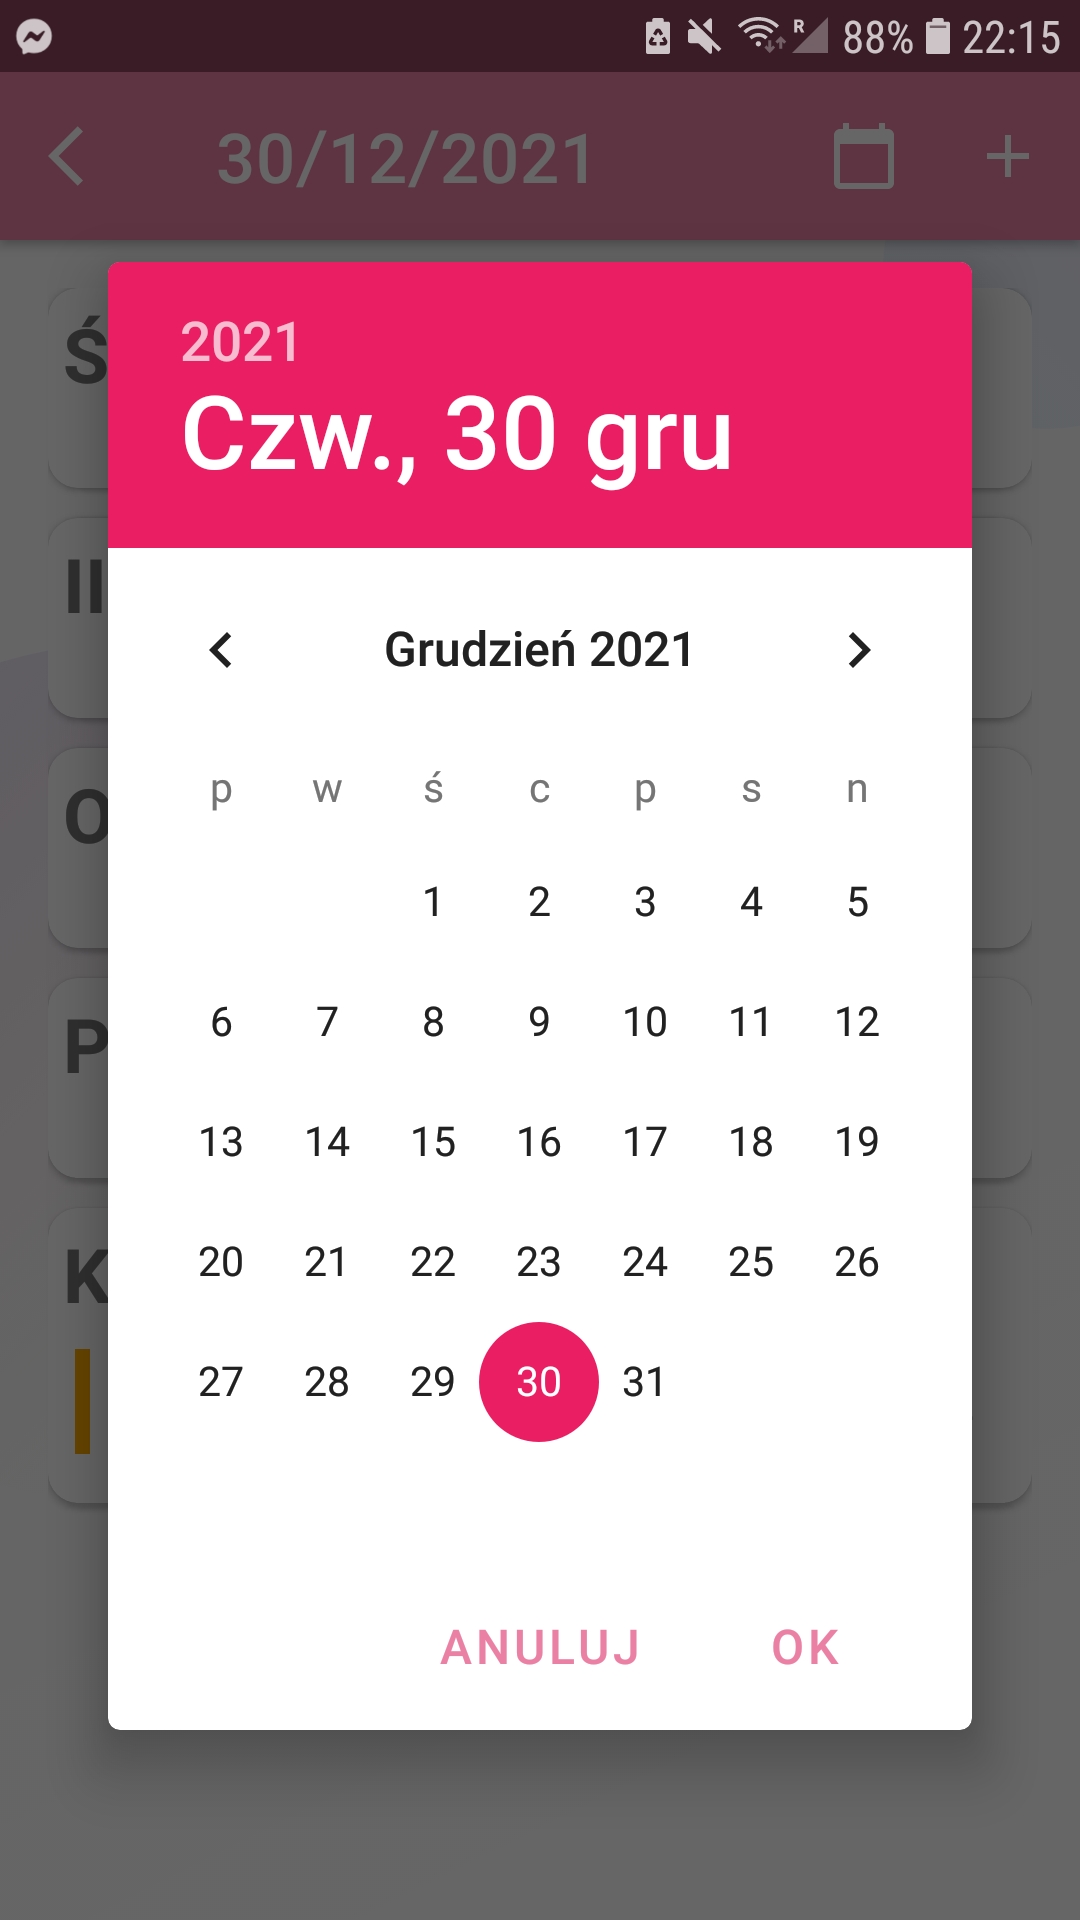 R 88% 22:15
30/12/2021
2021
Czw., 30 gru
Grudzień 2021
p w ś c p s n
1 2 3 4 5
6 7 8 9 10 11 12
13 14 15 16 17 18 19
20 21 22 23 24 25 26
27 28 29 30 31
ANULUJ OK